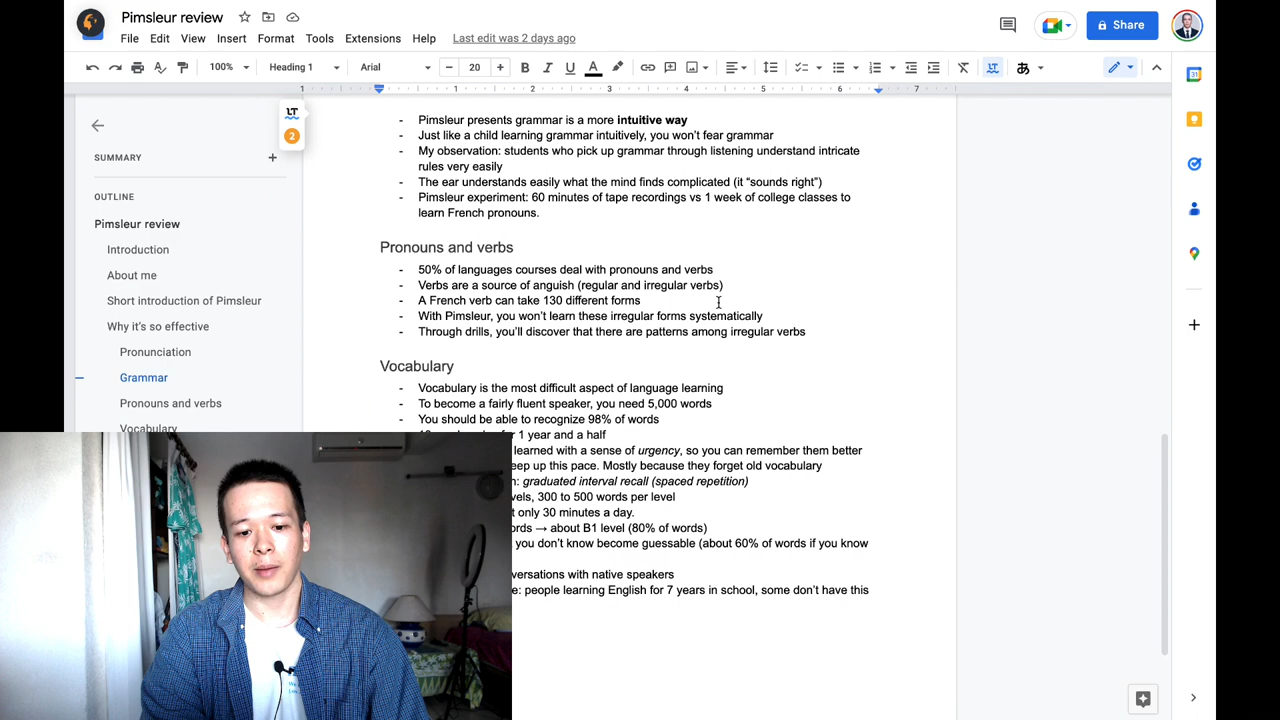 Pimsleur review
File Edit View Insert Format Tools Extensions Help Last edit was 2 days ago
Share
100% Heading 1 Arial 20
1 1 2 3 4 5 6 7
SUMMARY
OUTLINE
Pimsleur review
Introduction
About me
Short introduction of Pimsleur
Why it's so effective
Pronunciation
Grammar
Pronouns and verbs
Vocabulary
LT
2
- Pimsleur presents grammar is a more intuitive way
- Just like a child learning grammar intuitively, you won't fear grammar
- My observation: students who pick up grammar through listening understand intricate
rules very easily
- The ear understands easily what the mind finds complicated (it “sounds right”)
- Pimsleur experiment: 60 minutes of tape recordings vs 1 week of college classes to
learn French pronouns.
Pronouns and verbs
- 50% of languages courses deal with pronouns and verbs
- Verbs are a source of anguish (regular and irregular verbs)
- A French verb can take 130 different forms
- With Pimsleur, you won't learn these irregular forms systematically
- Through drills, you'll discover that there are patterns among irregular verbs
Vocabulary
- Vocabulary is the most difficult aspect of language learning
- To become a fairly fluent speaker, you need 5,000 words
- You should be able to recognize 98% of words
1 year and a half
learned with a sense of urgency, so you can remember them better
eep up this pace. Mostly because they forget old vocabulary
graduated interval recall (spaced repetition)
vels, 300 to 500 words per level
only 30 minutes a day.
ords → about B1 level (80% of words)
you don't know become guessable (about 60% of words if you know
versations with native speakers
e: people learning English for 7 years in school, some don't have this